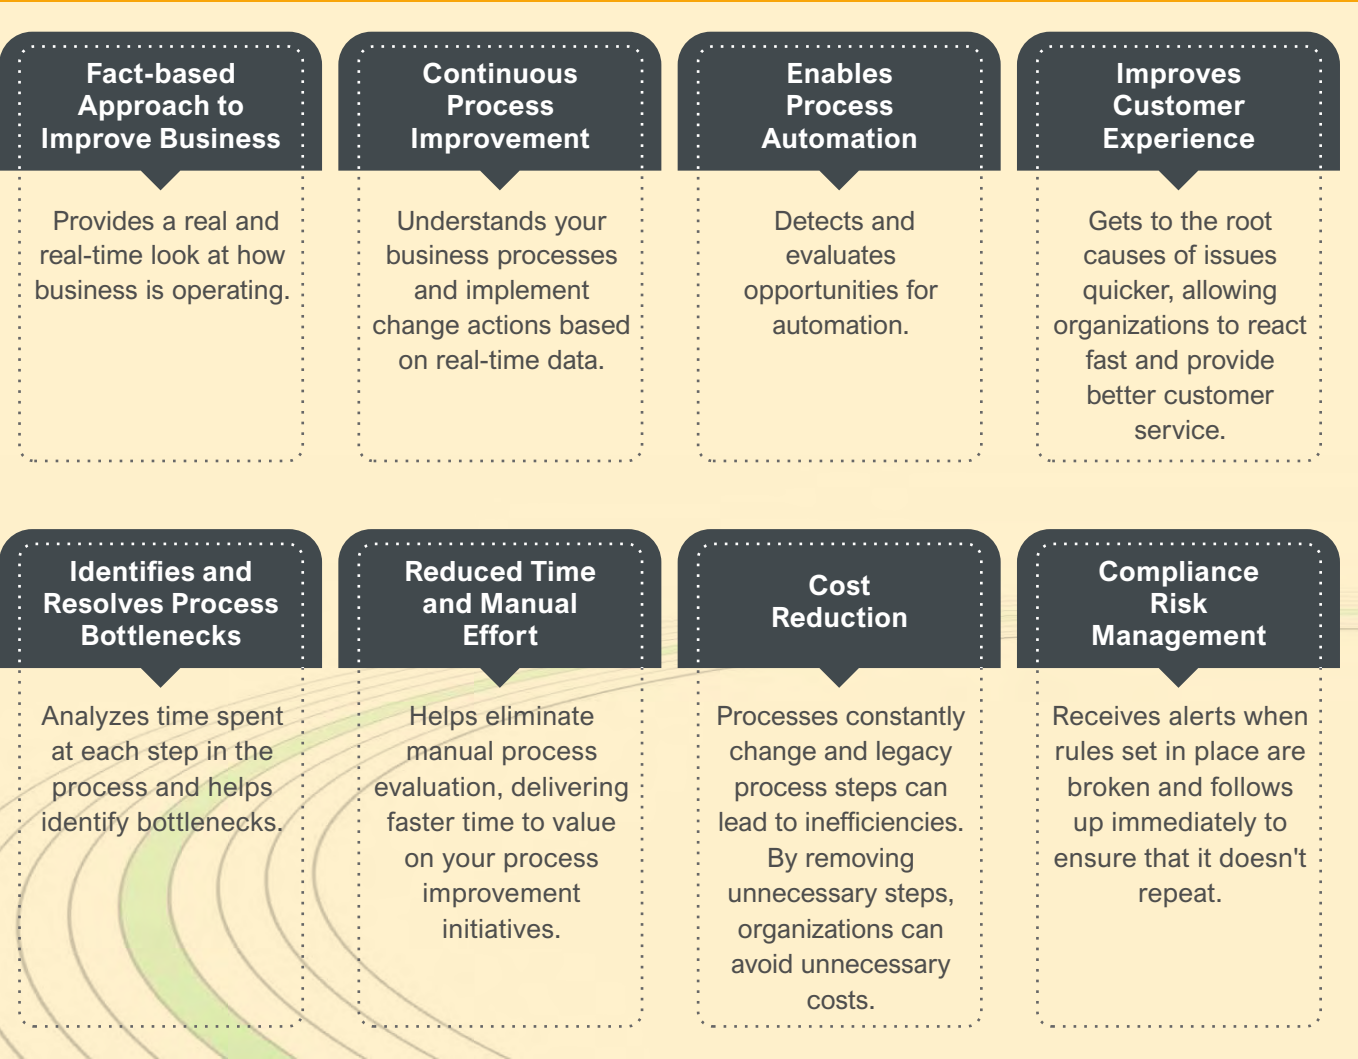 Fact-based
Approach to
Improve Business
Provides a real and
real-time look at how
business is operating.
Continuous
Process
Improvement
Understands your
business processes
and implement
change actions based
on real-time data.
Enables
Process
Automation
Detects and
evaluates
opportunities for
automation.
Improves
Customer
Experience
Gets to the root
causes of issues
quicker, allowing
organizations to react
fast and provide
better customer
service.
Identifies and
Resolves Process
Bottlenecks
Analyzes time spent
at each step in the
process and helps
identify bottlenecks.
Reduced Time
and Manual
Effort
Helps eliminate
manual process
evaluation, delivering
faster time to value
on your process
improvement
initiatives.
Cost
Reduction
Processes constantly
change and legacy
process steps can
lead to inefficiencies.
By removing
unnecessary steps,
organizations can
avoid unnecessary
costs.
Compliance
Risk
Management
Receives alerts when
rules set in place are
broken and follows
up immediately to
ensure that it doesn't
repeat.